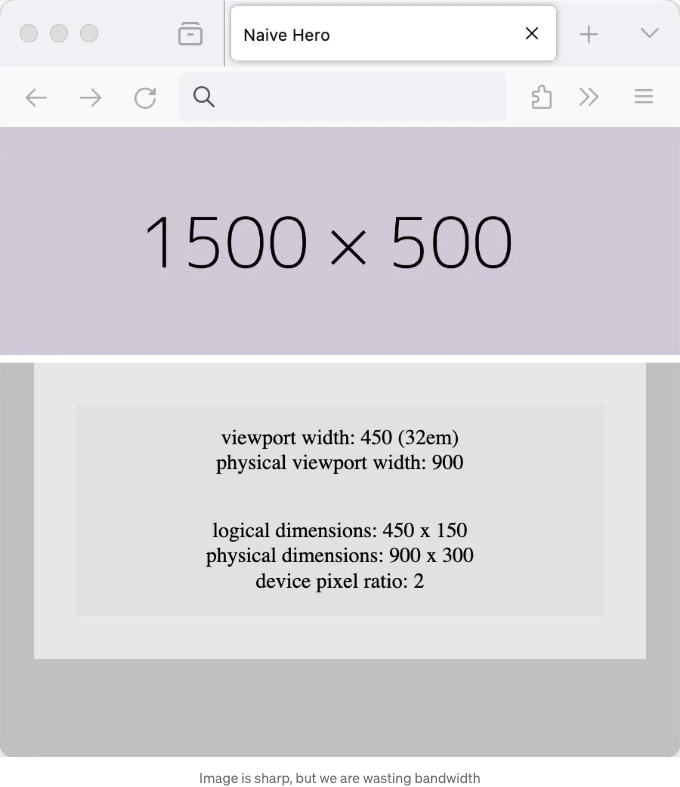 Naive Hero
1500 × 500
viewport width: 450 (32em)
physical viewport width: 900
logical dimensions: 450 x 150
physical dimensions: 900 x 300
device pixel ratio: 2
Image is sharp, but we are wasting bandwidth